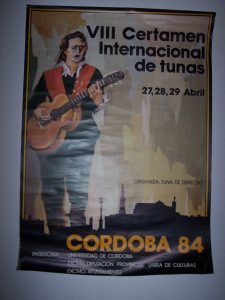 VIII Certamen
Internacional
de tunas
27, 28, 29 Abril
ORGANIZA: TUNA DE DERECHO
CORDOBA 84
PATROCINA: UNIVERSIDAD DE CORDOBA
EXCMA. DIPUTACION PROVINCIAL (AREA DE CULTURA)
EXCMO. AYUNTAMIENTO